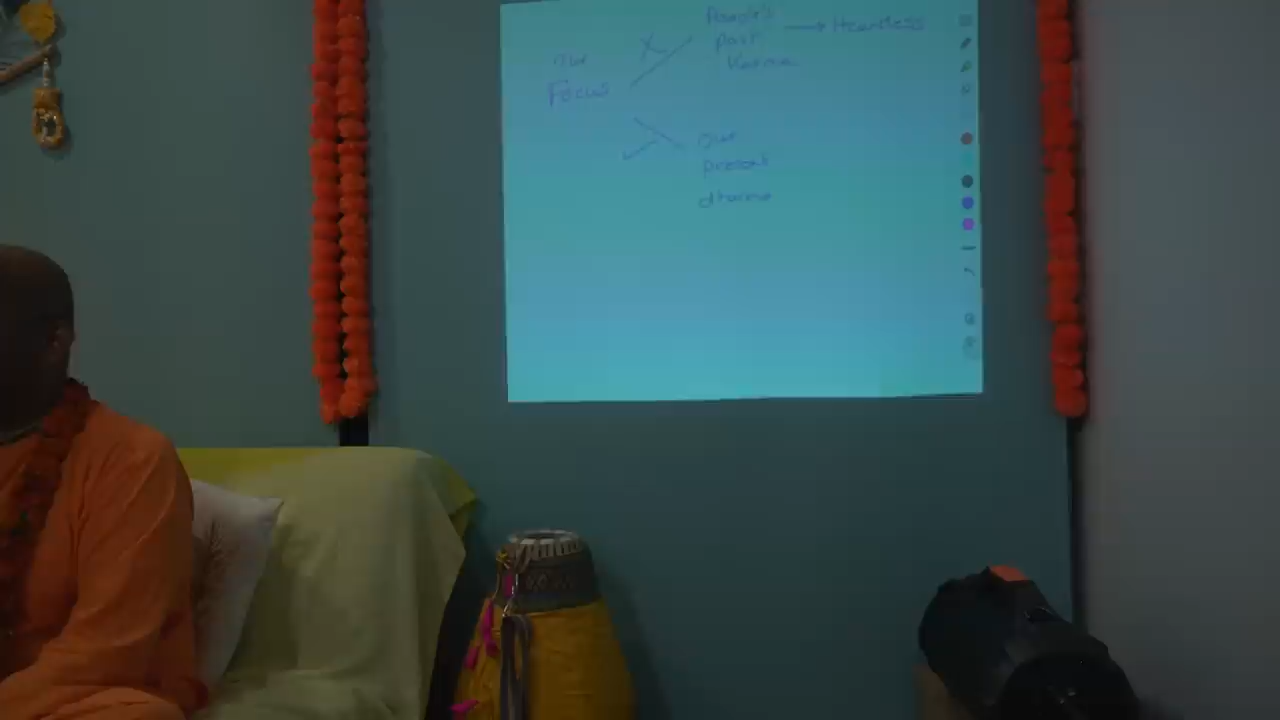 Our
Focus
People's
past
Karma
Heartless
Our
present
dharma